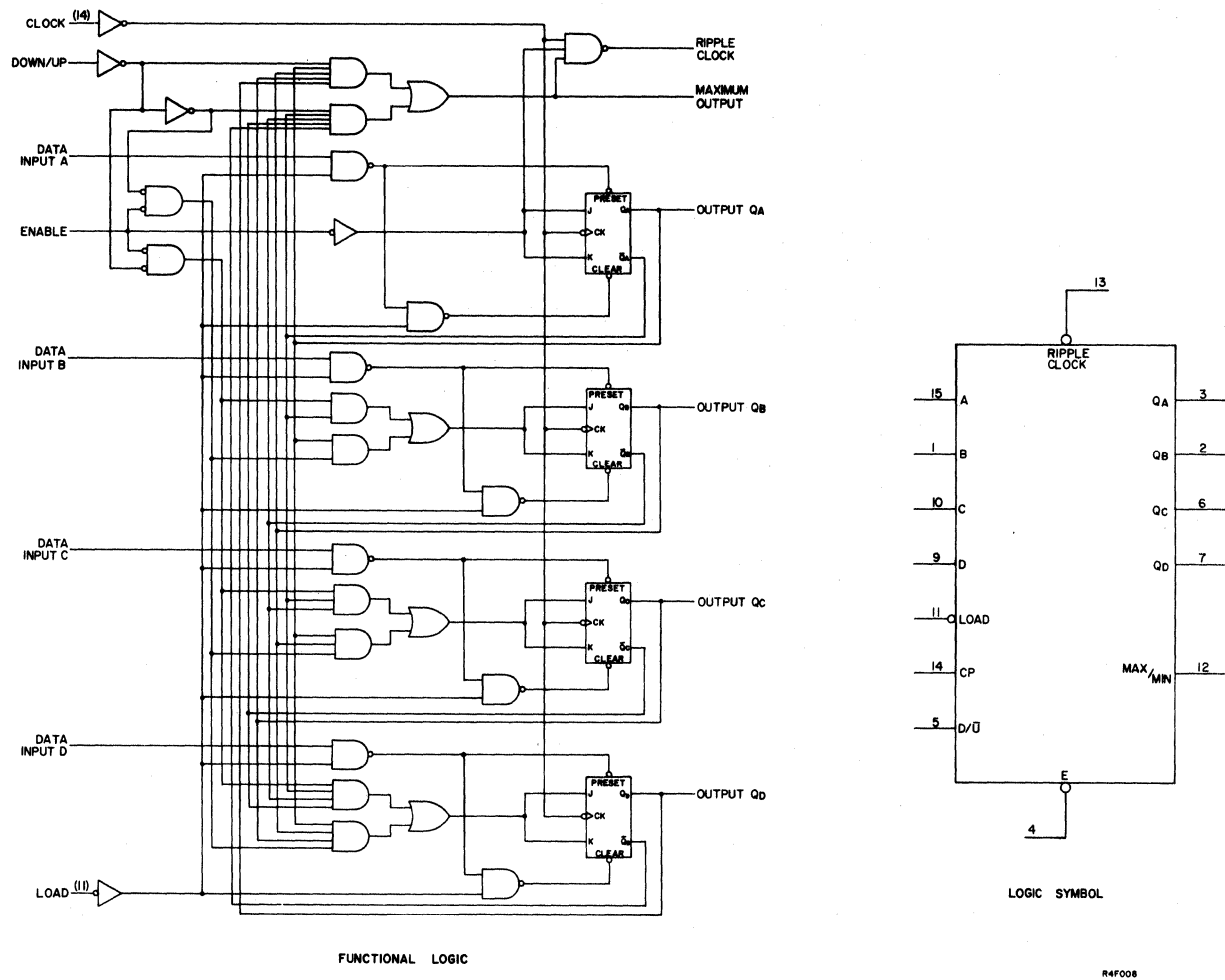 CLOCK (14)
DOWN/UP
RIPPLE
CLOCK
MAXIMUM
OUTPUT
DATA
INPUT A
PRESET
J
QA
OUTPUT QA
CK
ENABLE
K
Q̄A
CLEAR
DATA
INPUT B
PRESET
J
QB
OUTPUT QB
CK
K
Q̄B
CLEAR
DATA
INPUT C
PRESET
J
QC
OUTPUT QC
CK
K
Q̄C
CLEAR
DATA
INPUT D
PRESET
J
QD
OUTPUT QD
CK
K
Q̄D
CLEAR
LOAD (11)
FUNCTIONAL LOGIC
13
RIPPLE
CLOCK
15 A QA 3
1 B QB 2
10 C QC 6
9 D QD 7
11 LOAD
14 CP MAX/MIN 12
5 D/Ū
E
4
LOGIC SYMBOL
R4F008